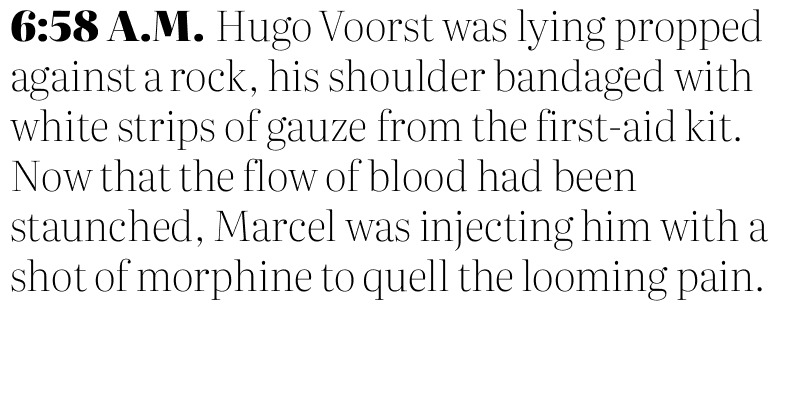 6:58 A.M. Hugo Voorst was lying propped
against a rock, his shoulder bandaged with
white strips of gauze from the first-aid kit.
Now that the flow of blood had been
staunched, Marcel was injecting him with a
shot of morphine to quell the looming pain.